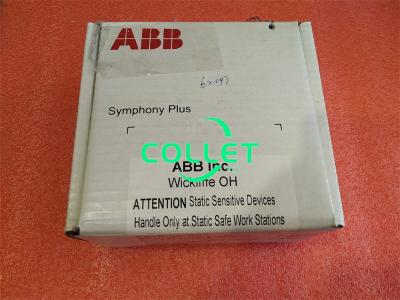 ABB
62097
Symphony Plus
COLLET
ABB Inc.
Wickliffe OH
ATTENTION Static Sensitive Devices
Handle Only at Static Safe Work Stations